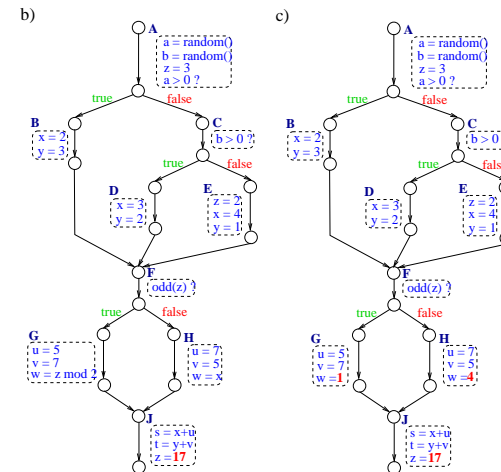 b)
A
a = random()
b = random()
z = 3
a > 0 ?
true
false
B
x = 2
y = 3
C
b > 0 ?
true
false
D
x = 3
y = 2
E
z = 2
x = 4
y = 1
F
odd(z) ?
true
false
G
u = 5
v = 7
w = z mod 2
H
u = 7
v = 5
w = x
J
s = x+u
t = y+v
z = 17
c)
A
a = random()
b = random()
z = 3
a > 0 ?
true
false
B
x = 2
y = 3
C
b > 0
true
false
D
x = 3
y = 2
E
z = 2
x = 4
y = 1
F
odd(z) ?
true
false
G
u = 5
v = 7
w = 1
H
u = 7
v = 5
w = 4
J
s = x+u
t = y+v
z = 17